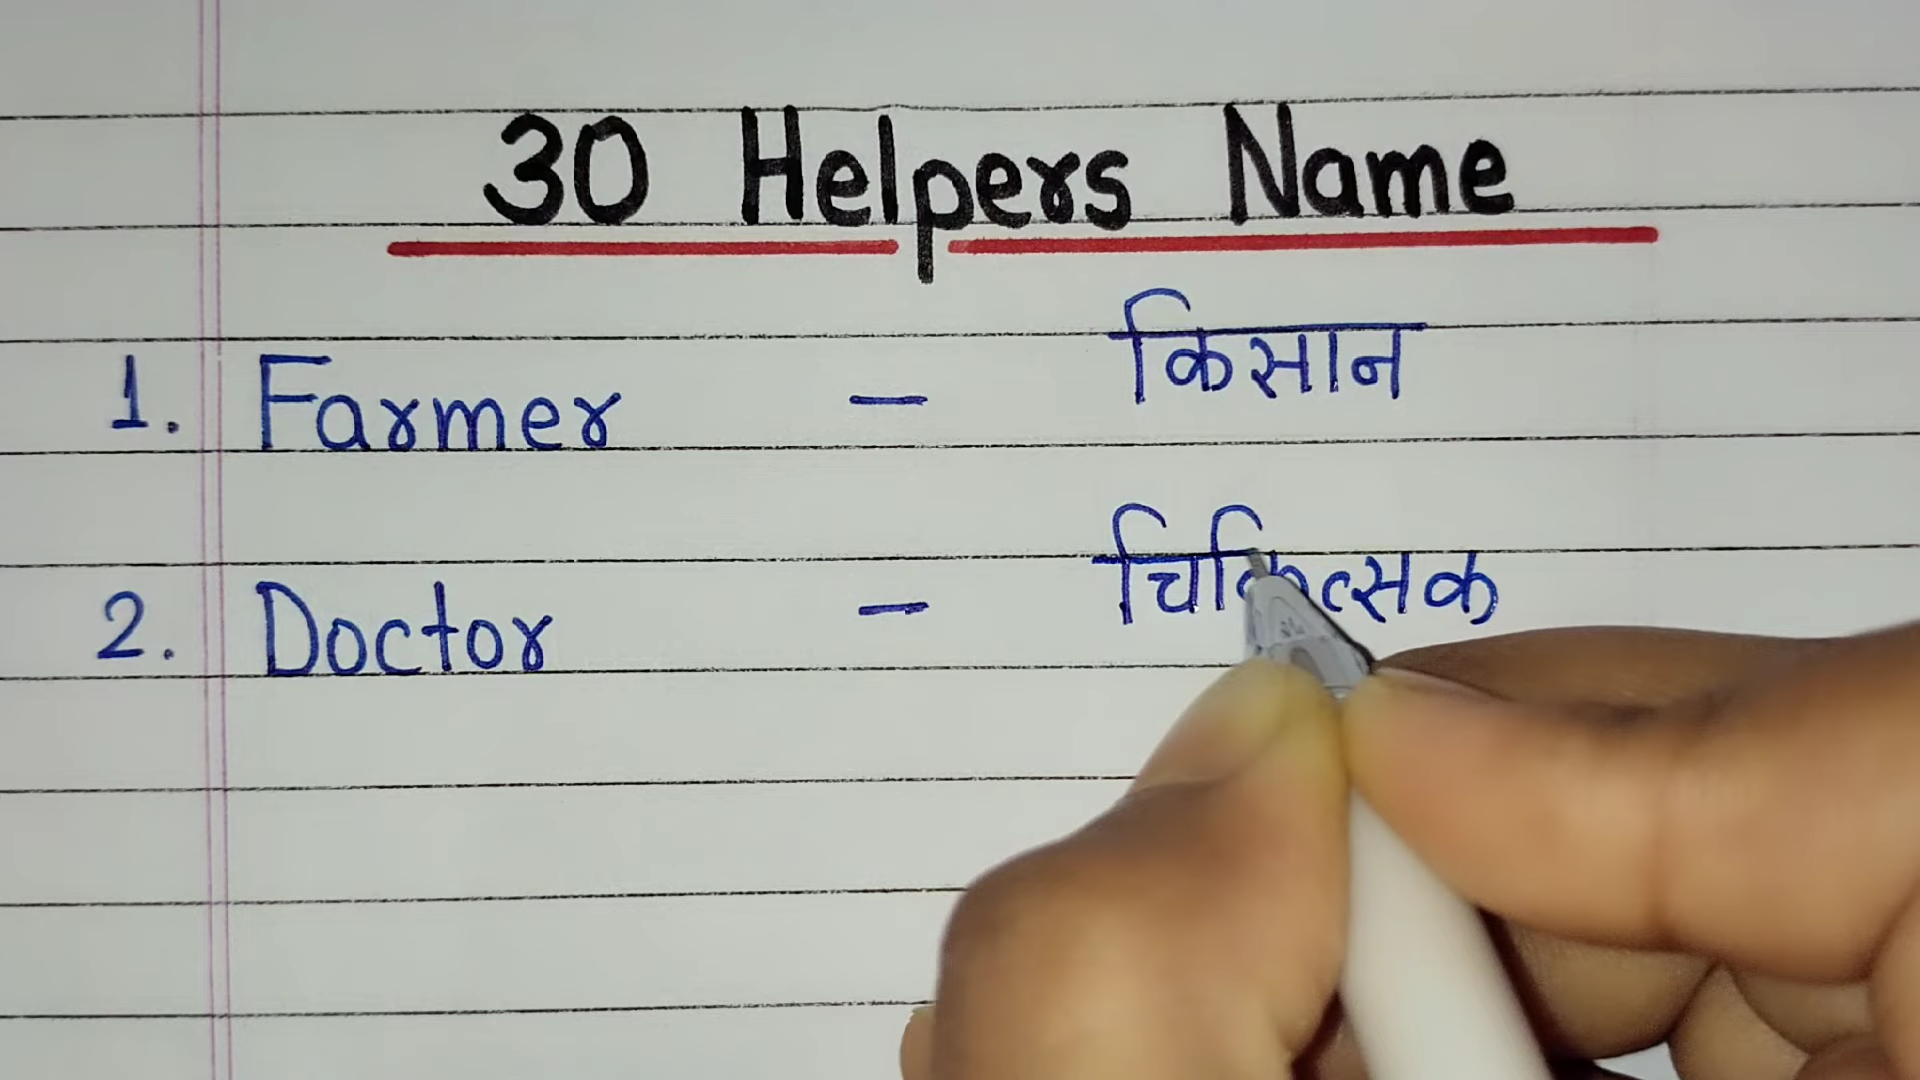 30 Helpers Name
1. Farmer - किसान
2. Doctor - चिकित्सक